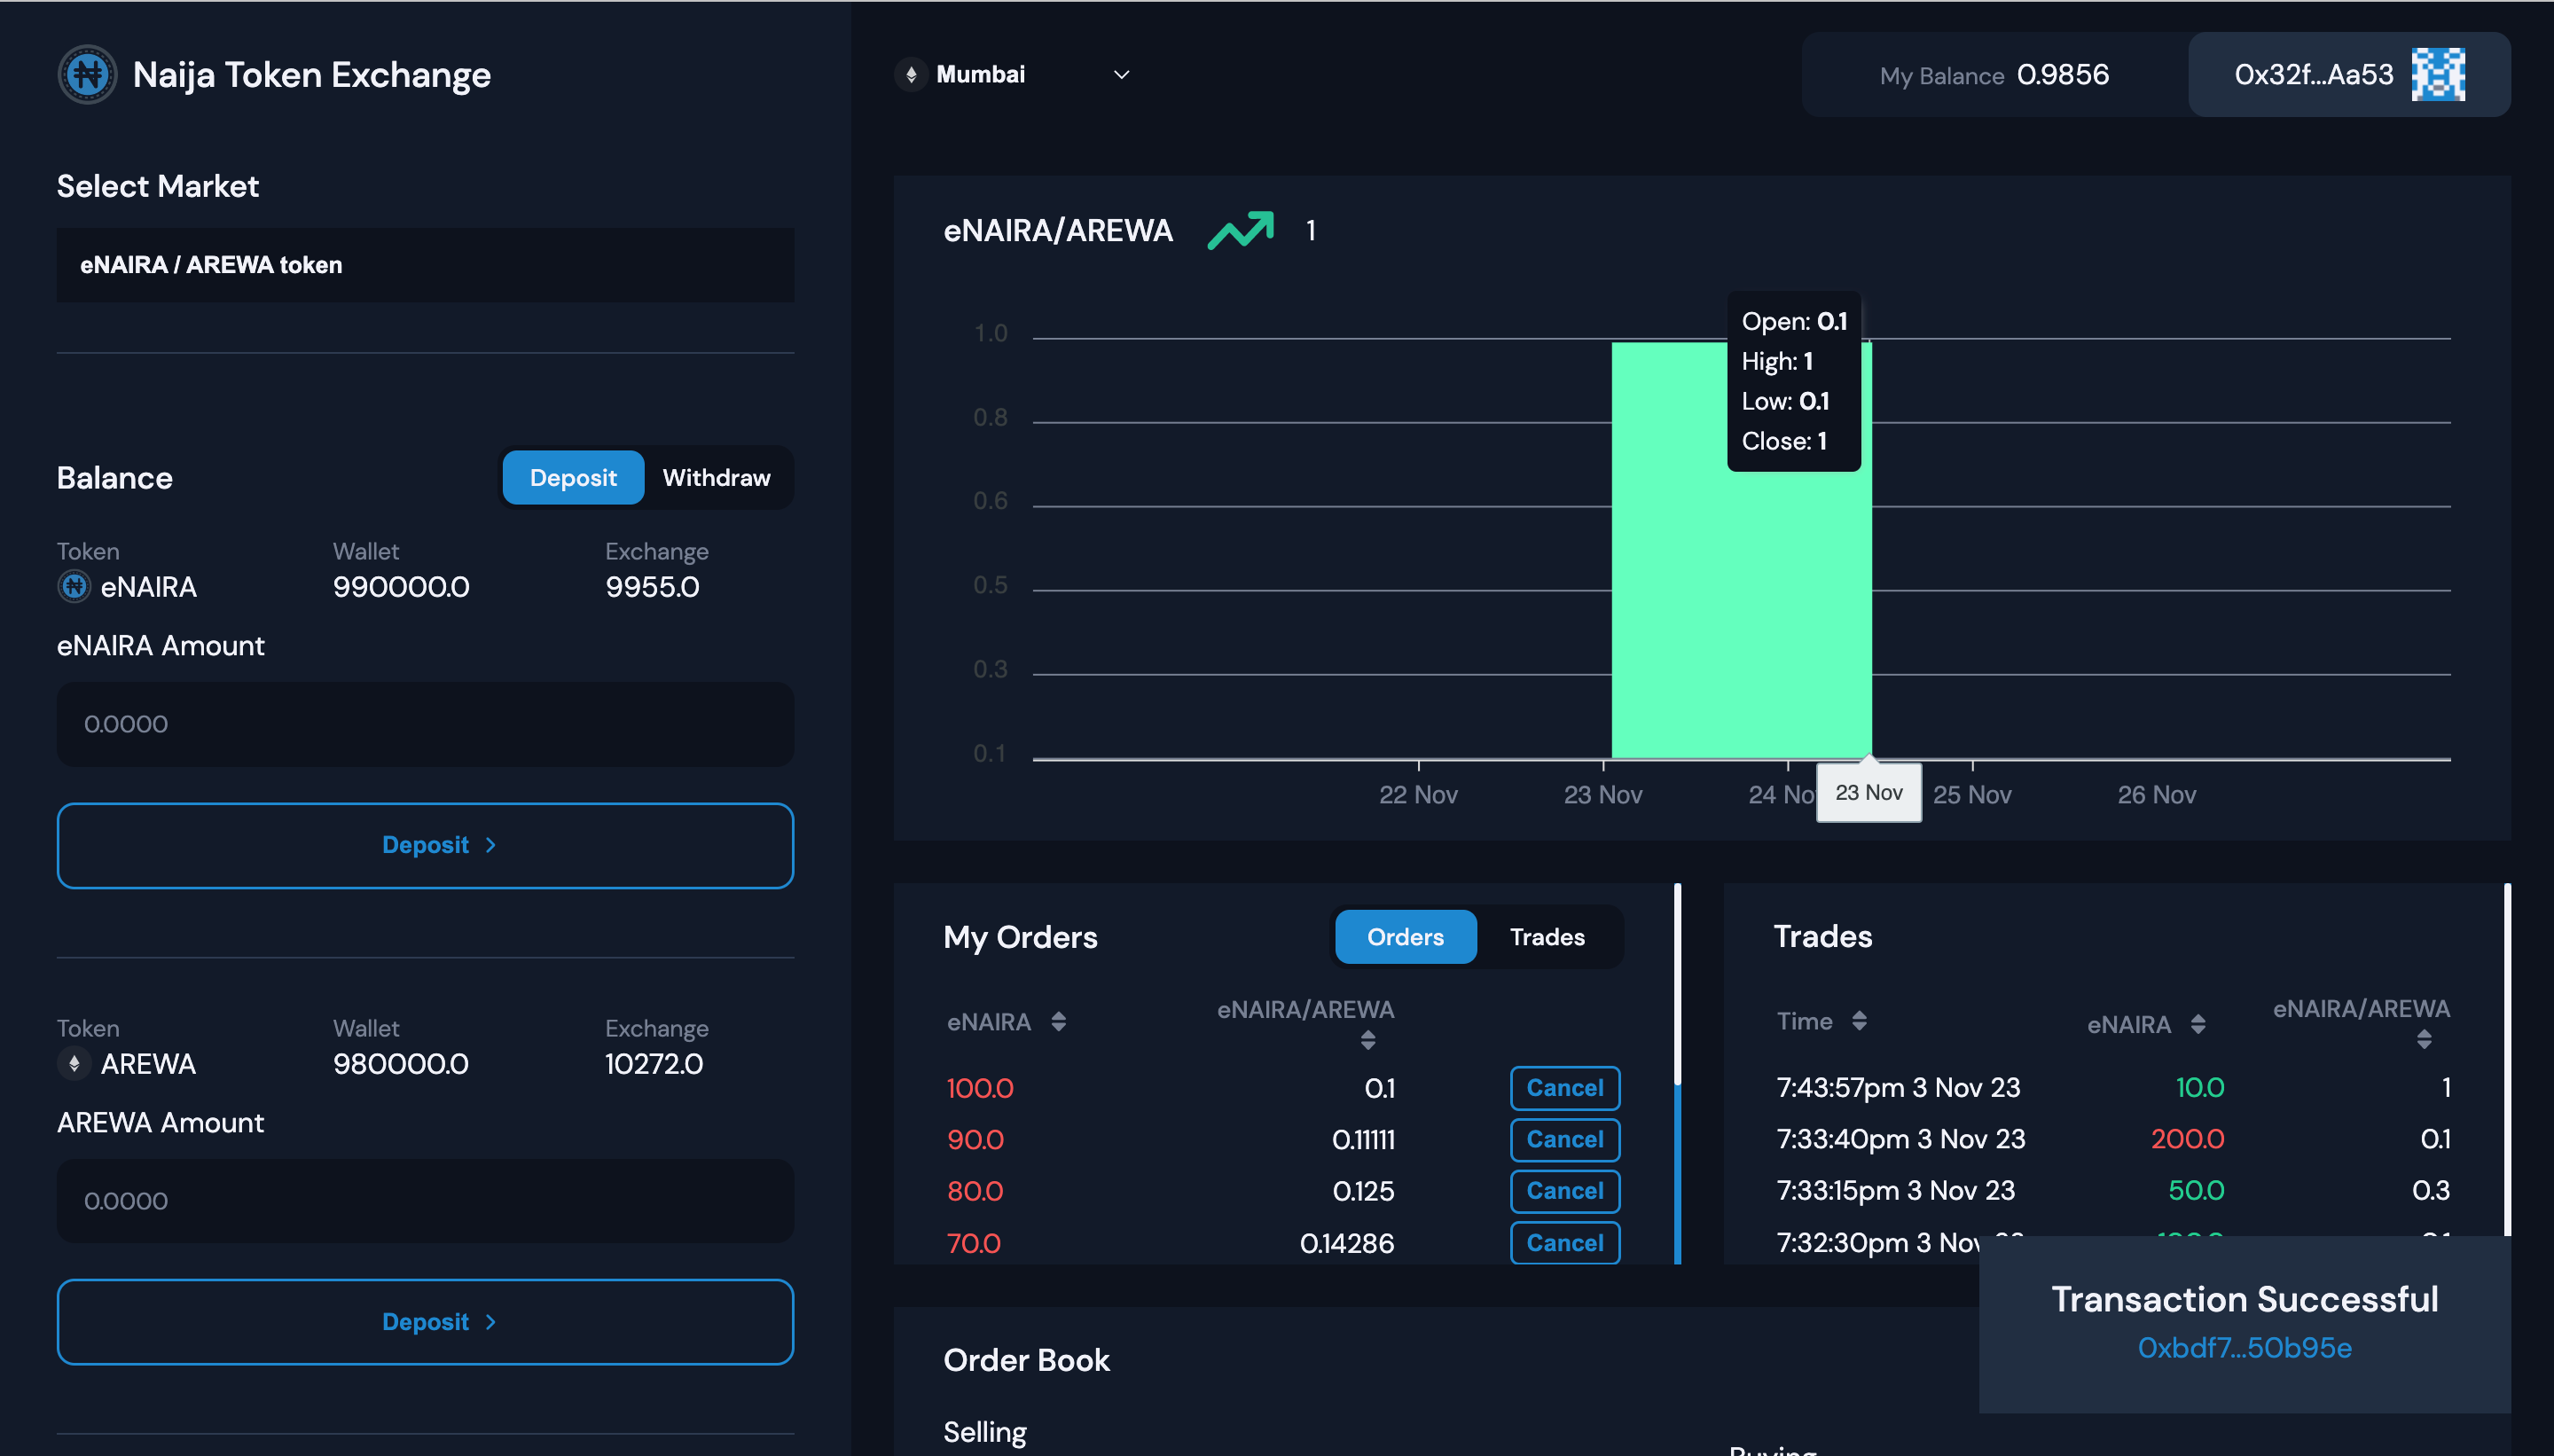 Naija Token Exchange
Mumbai
My Balance 0.9856
0x32f...Aa53
Select Market
eNAIRA / AREWA token
Balance
Deposit Withdraw
Token Wallet Exchange
eNAIRA 990000.0 9955.0
eNAIRA Amount
0.0000
Deposit >
Token Wallet Exchange
AREWA 980000.0 10272.0
AREWA Amount
0.0000
Deposit >
eNAIRA/AREWA 1
Open: 0.1
High: 1
Low: 0.1
Close: 1
1.0
0.8
0.6
0.5
0.3
0.1
22 Nov 23 Nov 24 No 23 Nov 25 Nov 26 Nov
My Orders
Orders Trades
eNAIRA eNAIRA/AREWA
100.0 0.1 Cancel
90.0 0.11111 Cancel
80.0 0.125 Cancel
70.0 0.14286 Cancel
Trades
Time eNAIRA eNAIRA/AREWA
7:43:57pm 3 Nov 23 10.0 1
7:33:40pm 3 Nov 23 200.0 0.1
7:33:15pm 3 Nov 23 50.0 0.3
7:32:30pm 3 Nov
Transaction Successful
0xbdf7...50b95e
Order Book
Selling